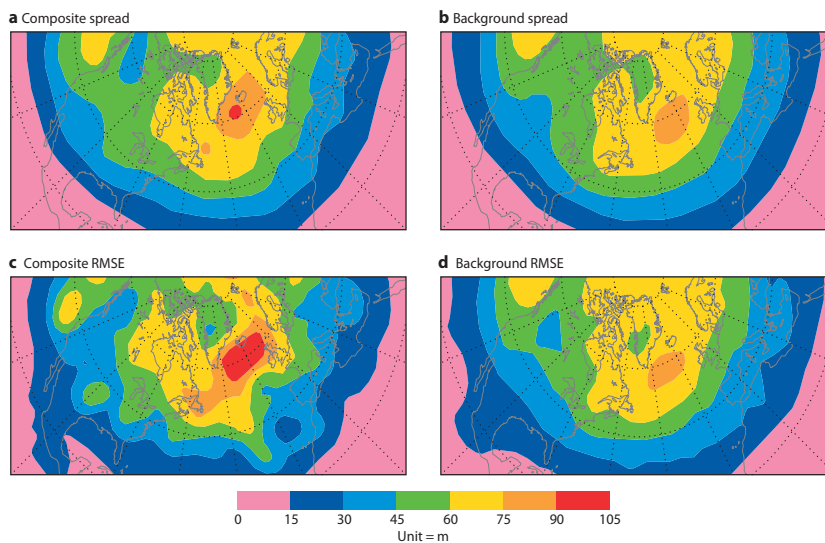 a Composite spread
b Background spread
c Composite RMSE
d Background RMSE
0 15 30 45 60 75 90 105
Unit = m